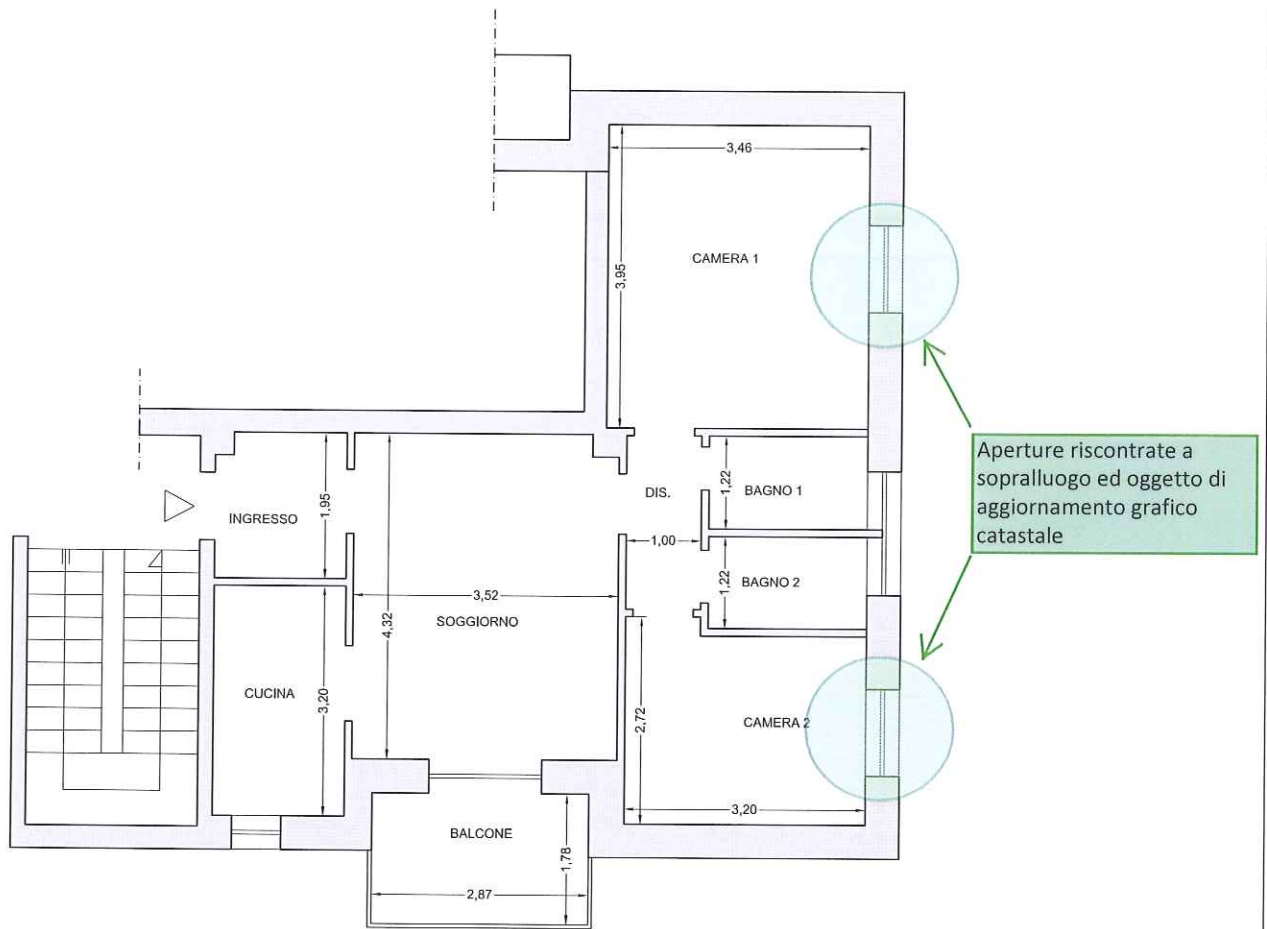 3,46
CAMERA 1
3,95
Aperture riscontrate a
sopralluogo ed oggetto di
aggiornamento grafico
catastale
1,22
BAGNO 1
DIS.
1,95
INGRESSO
1,00
1,22
BAGNO 2
3,52
SOGGIORNO
4,32
CUCINA
3,20
2,72
CAMERA 2
3,20
BALCONE
1,78
2,87